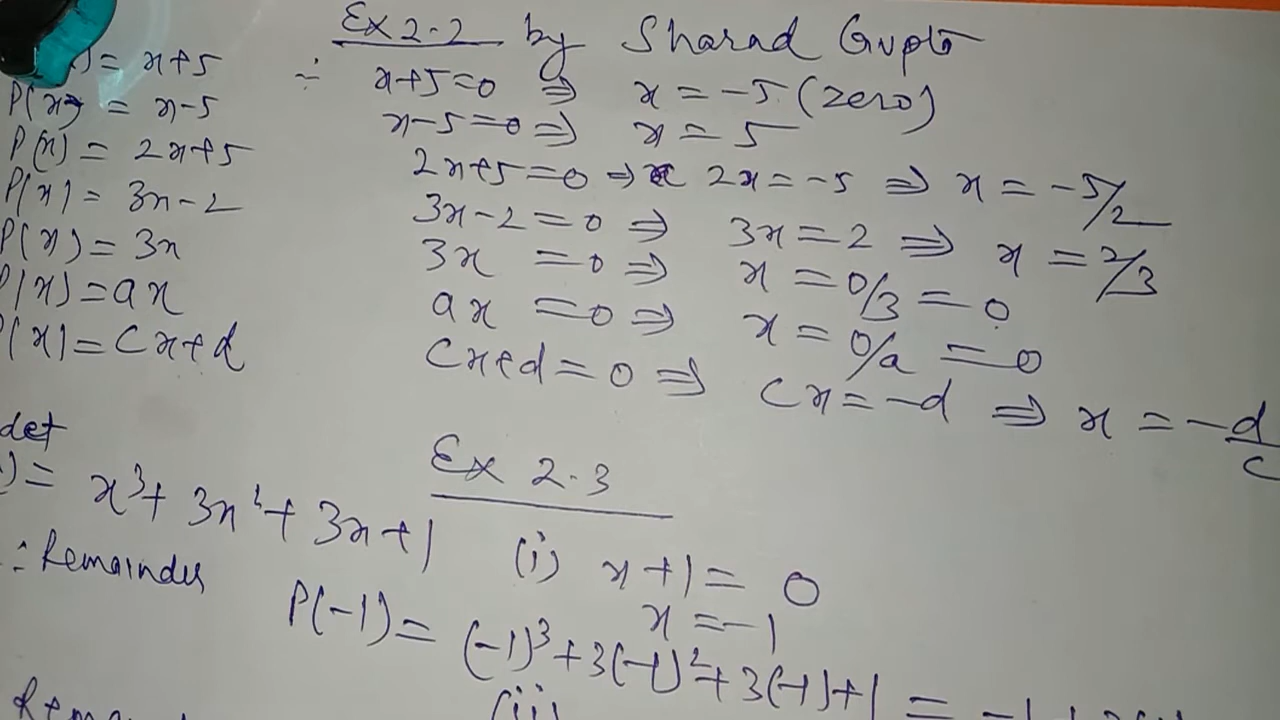 Ex 2.2 by Sharad Gupta
) = x+5 ∴ x+5=0 ⇒ x = -5 (zero)
P(x) = x-5 x-5=0 ⇒ x = 5
P(x) = 2x+5 2x+5=0 ⇒ 2x=-5 ⇒ x = -5/2
P(x) = 3x-2 3x-2=0 ⇒ 3x=2 ⇒ x = 2/3
P(x) = 3x 3x =0 ⇒ x = 0/3 = 0
P(x) = ax ax =0 ⇒ x = 0/a = 0
P(x) = Cx+d Cx+d=0 ⇒ Cx=-d ⇒ x = -d/c
Ex 2.3
det
) = x³+3x²+3x+1 (i) x+1= 0
∴ Remainder x = -1
P(-1) = (-1)³+3(-1)²+3(-1)+1 = -1+
(ii)